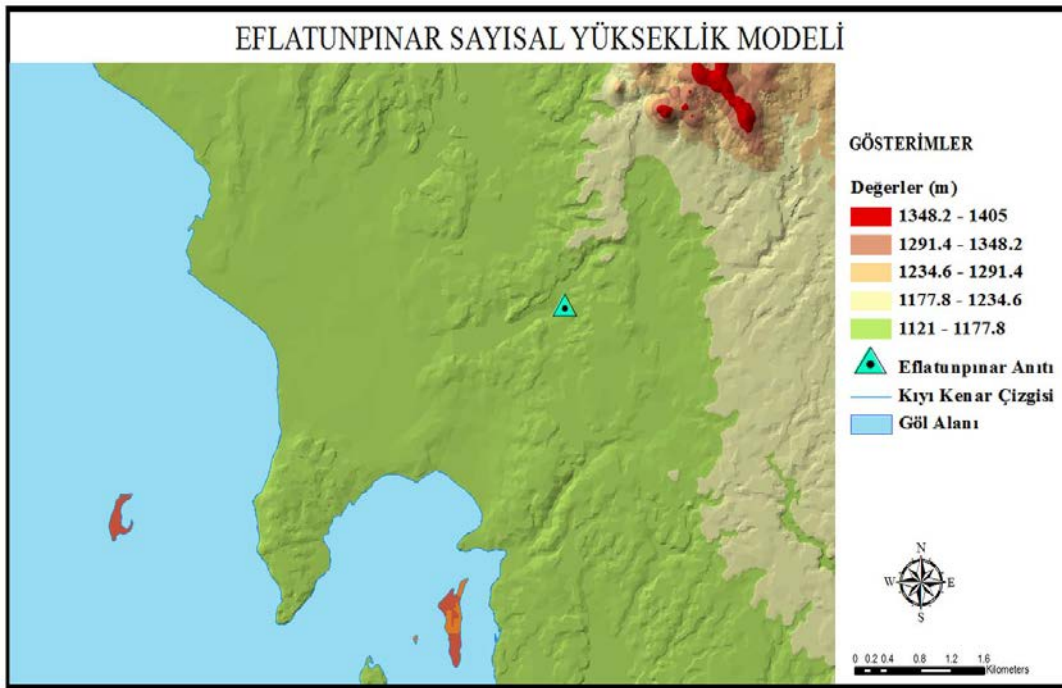 EFLATUNPINAR SAYISAL YÜKSEKLİK MODELİ
GÖSTERİMLER
Değerler (m)
1348.2 - 1405
1291.4 - 1348.2
1234.6 - 1291.4
1177.8 - 1234.6
1121 - 1177.8
Eflatunpınar Anıtı
Kıyı Kenar Çizgisi
Göl Alanı
N
W E
S
0 0.2 0.4 0.8 1.2 1.6
Kilometers